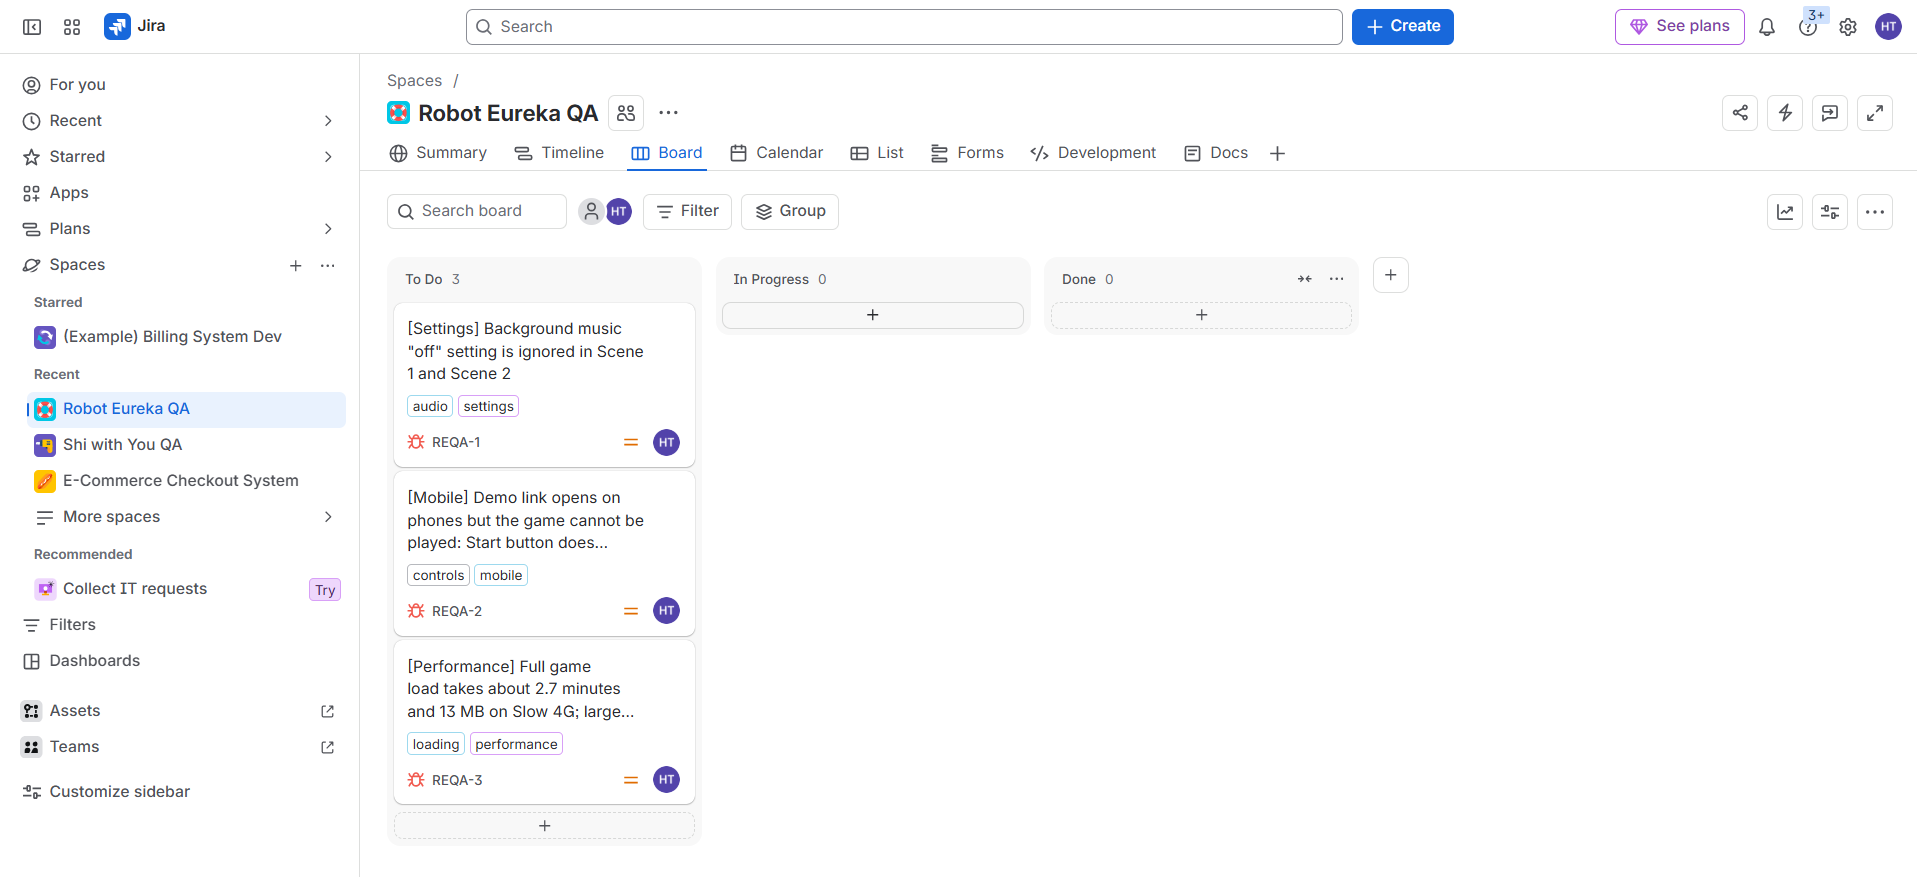 Jira
Search
Create
See plans
3+
HT
For you
Recent
Starred
Apps
Plans
Spaces
Starred
(Example) Billing System Dev
Recent
Robot Eureka QA
Shi with You QA
E-Commerce Checkout System
More spaces
Recommended
Collect IT requests
Try
Filters
Dashboards
Assets
Teams
Customize sidebar
Spaces /
Robot Eureka QA
Summary
Timeline
Board
Calendar
List
Forms
Development
Docs
Search board
HT
Filter
Group
To Do 3
[Settings] Background music
"off" setting is ignored in Scene
1 and Scene 2
audio
settings
REQA-1
HT
[Mobile] Demo link opens on
phones but the game cannot be
played: Start button does...
controls
mobile
REQA-2
HT
[Performance] Full game
load takes about 2.7 minutes
and 13 MB on Slow 4G; large...
loading
performance
REQA-3
HT
In Progress 0
Done 0